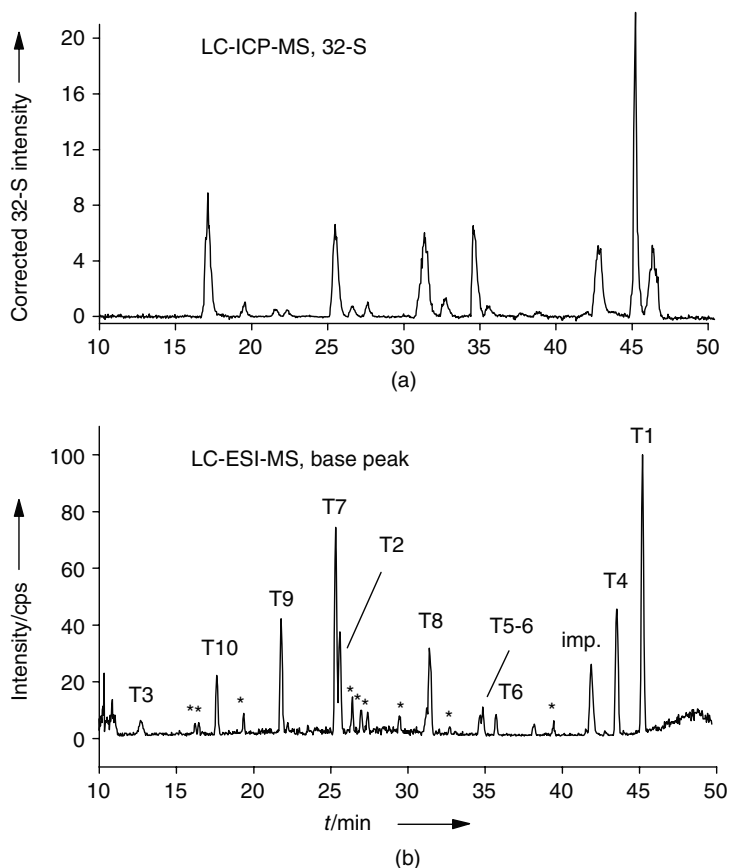 LC-ICP-MS, 32-S
Corrected 32-S intensity
20
16
12
8
4
0
10 15 20 25 30 35 40 45 50
(a)
LC-ESI-MS, base peak
Intensity/cps
100
80
60
40
20
0
T3
**
T10
*
T9
T7
T2
*
*
*
*
T8
*
T5-6
T6
*
imp.
T4
T1
10 15 20 25 30 35 40 45 50
t/min
(b)